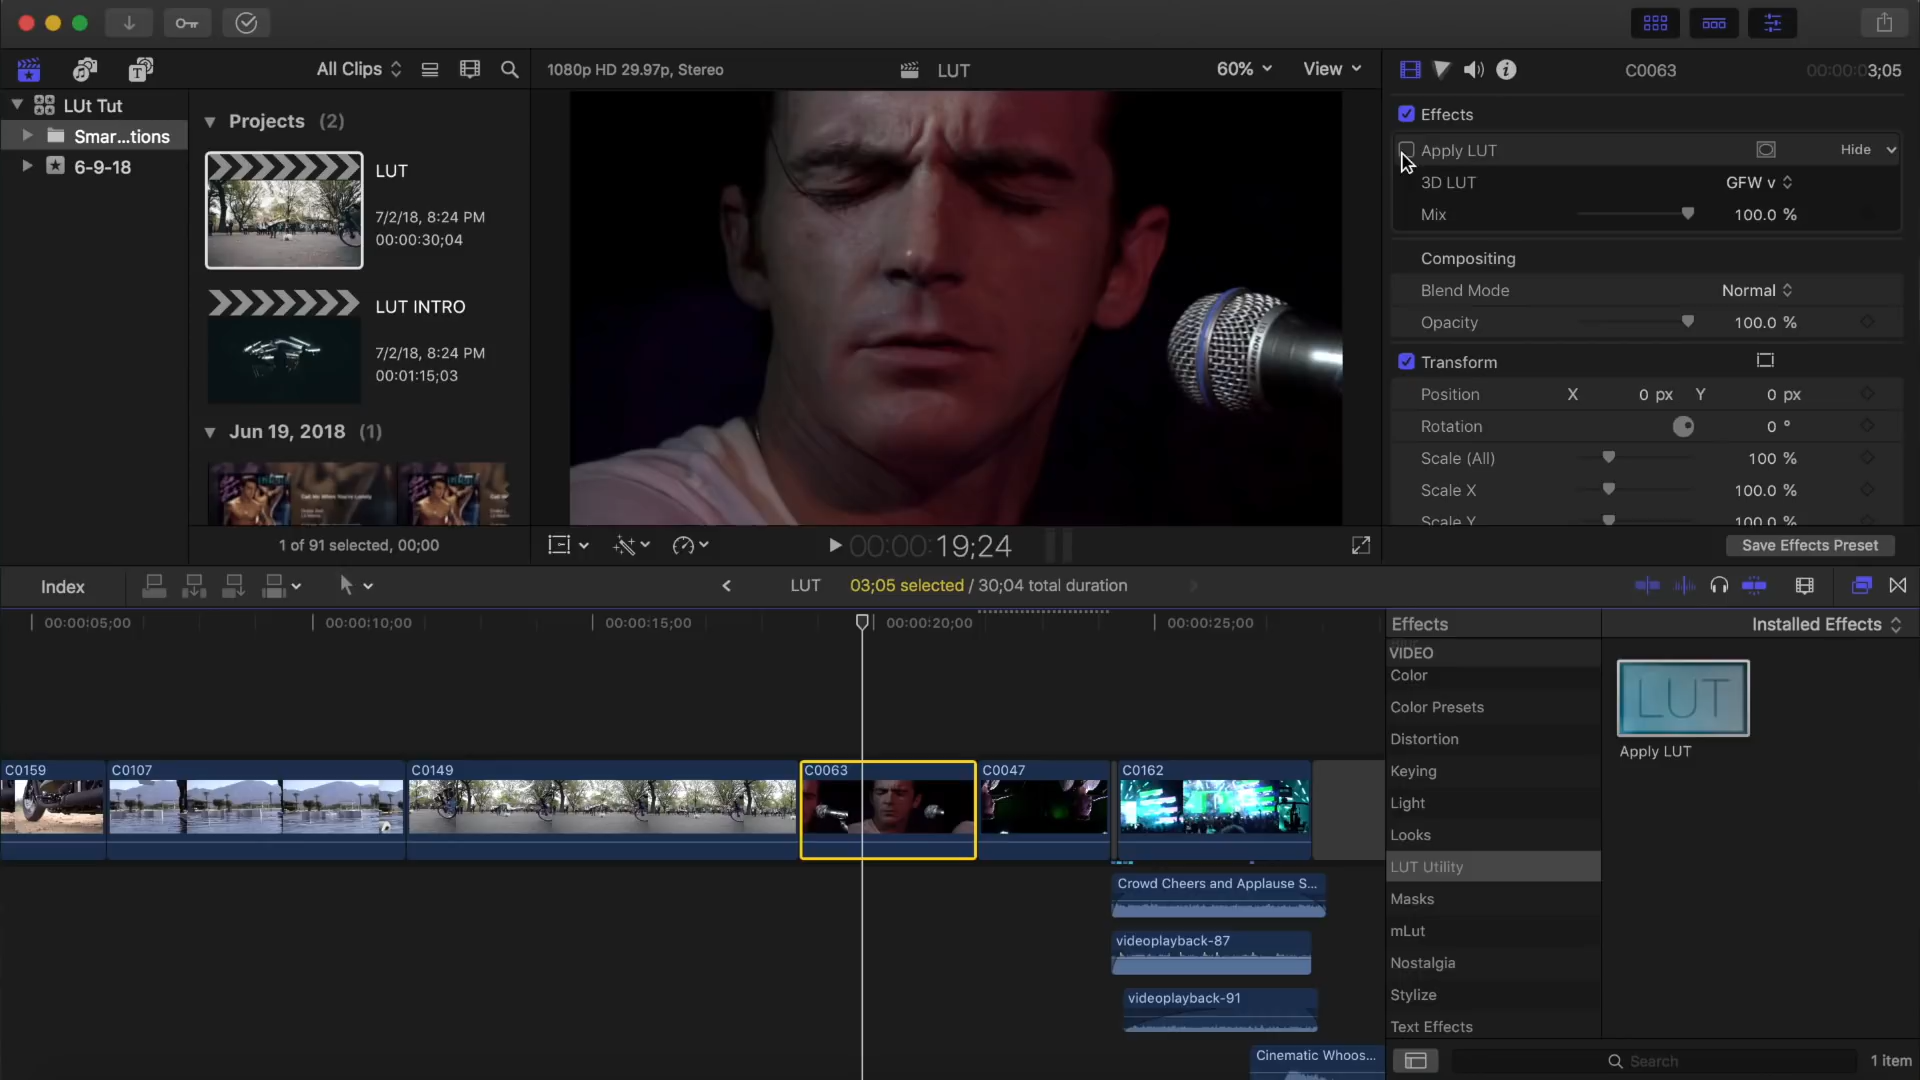 All Clips
1080p HD 29.97p, Stereo
LUT
60%
View
C0063
00:00:03;05
LUt Tut
Smar...tions
6-9-18
Projects (2)
LUT
7/2/18, 8:24 PM
00:00:30;04
LUT INTRO
7/2/18, 8:24 PM
00:01:15;03
Jun 19, 2018 (1)
1 of 91 selected, 00;00
00:00:19;24
Effects
Apply LUT
Hide
3D LUT
GFW v
Mix
100.0 %
Compositing
Blend Mode
Normal
Opacity
100.0 %
Transform
Position
X
0 px
Y
0 px
Rotation
0 °
Scale (All)
100 %
Scale X
100.0 %
Scale Y
100.0 %
Save Effects Preset
Index
LUT
03;05 selected / 30;04 total duration
00:00:05;00
00:00:10;00
00:00:15;00
00:00:20;00
00:00:25;00
C0159
C0107
C0149
C0063
C0047
C0162
Crowd Cheers and Applause S...
videoplayback-87
videoplayback-91
Cinematic Whoos...
Effects
Installed Effects
VIDEO
Color
Color Presets
Distortion
Keying
Light
Looks
LUT Utility
Masks
mLut
Nostalgia
Stylize
Text Effects
LUT
Apply LUT
Search
1 item